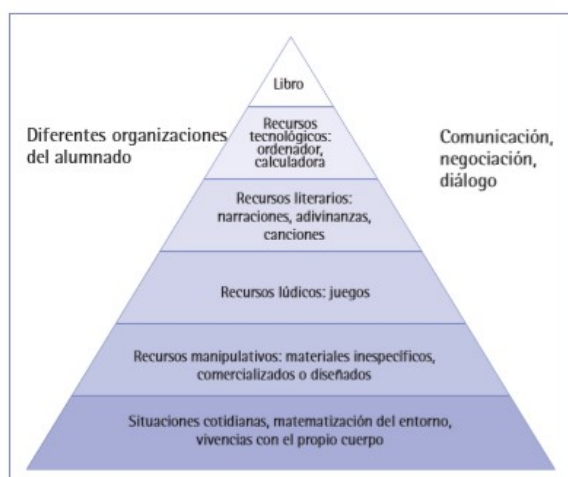 Libro
Diferentes organizaciones
del alumnado
Recursos
tecnológicos:
ordenador,
calculadora
Comunicación,
negociación,
diálogo
Recursos literarios:
narraciones, adivinanzas,
canciones
Recursos lúdicos: juegos
Recursos manipulativos: materiales inespecíficos,
comercializados o diseñados
Situaciones cotidianas, matematización del entorno,
vivencias con el propio cuerpo